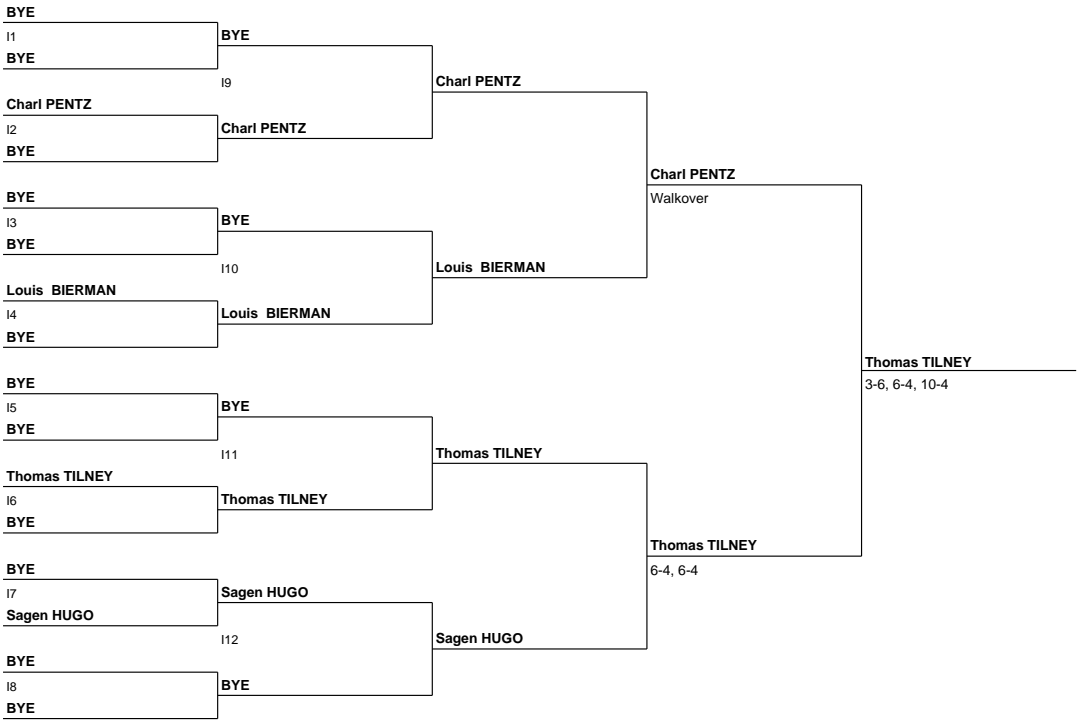 BYE
I1
BYE
BYE
I9
Charl PENTZ
Charl PENTZ
I2
Charl PENTZ
BYE
Charl PENTZ
Walkover
BYE
I3
BYE
BYE
I10
Louis  BIERMAN
Louis  BIERMAN
I4
Louis  BIERMAN
BYE
Thomas TILNEY
3-6, 6-4, 10-4
BYE
I5
BYE
BYE
I11
Thomas TILNEY
Thomas TILNEY
I6
Thomas TILNEY
BYE
Thomas TILNEY
6-4, 6-4
BYE
I7
Sagen HUGO
Sagen HUGO
I12
Sagen HUGO
BYE
I8
BYE
BYE